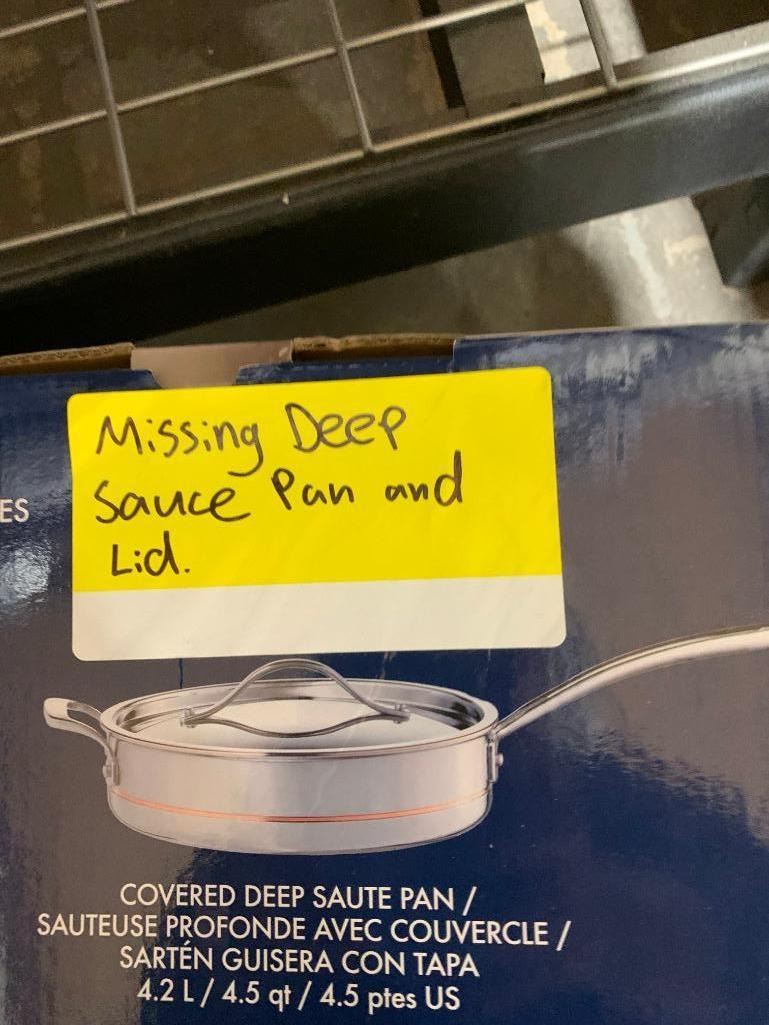 Missing Deep
Sauce Pan and
Lid.
ES
COVERED DEEP SAUTE PAN /
SAUTEUSE PROFONDE AVEC COUVERCLE /
SARTÉN GUISERA CON TAPA
4.2 L / 4.5 qt / 4.5 ptes US